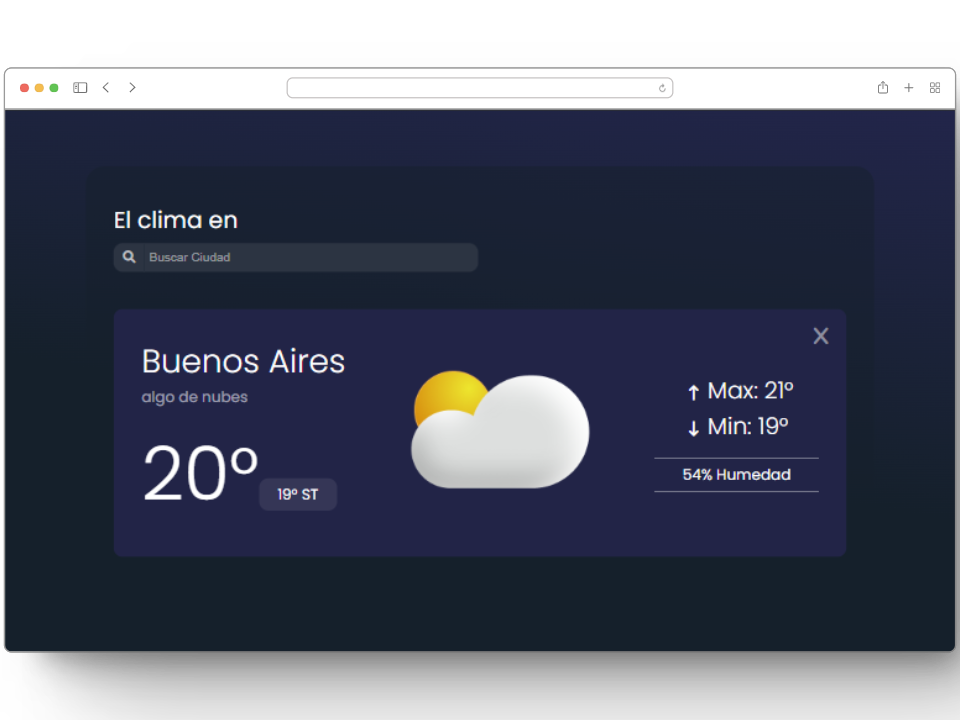 El clima en
Buscar Ciudad
X
Buenos Aires
algo de nubes
20º
19º ST
↑ Max: 21º
↓ Min: 19º
54% Humedad